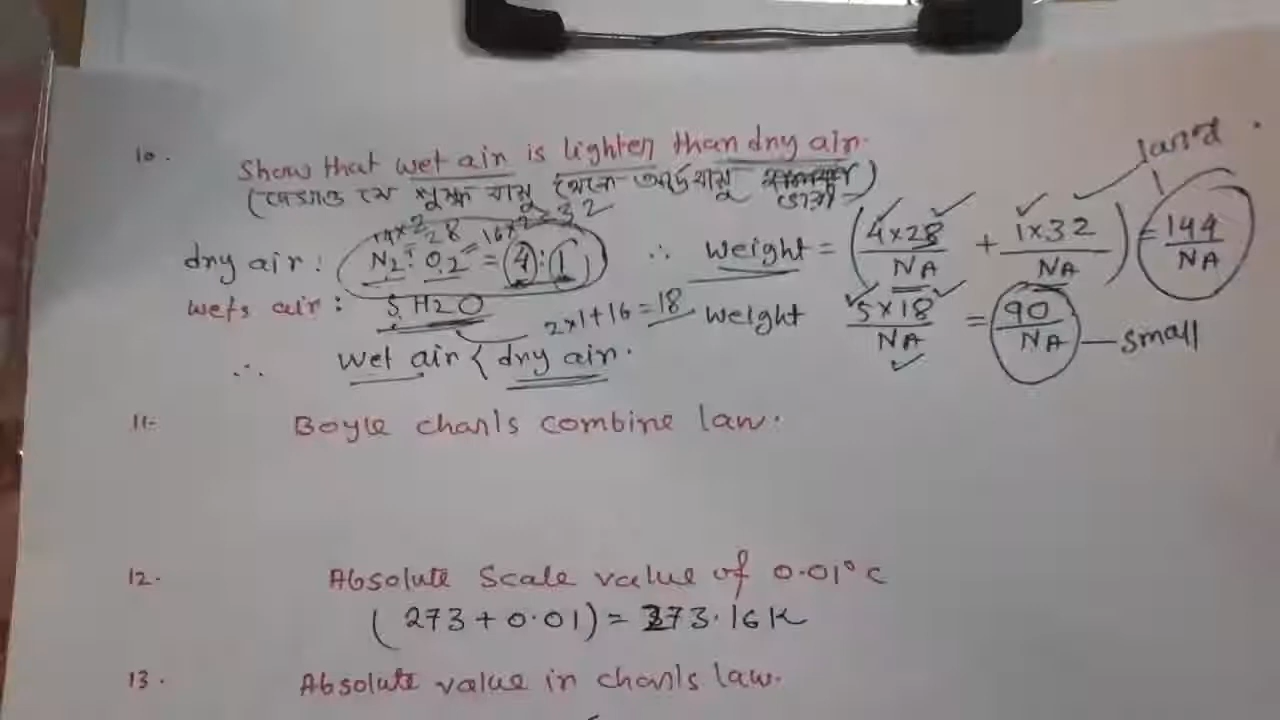 10. Show that wet air is lighten than dry air.
শুষ্ক বায়ু থেকে
14×2 = 28 16×2 = 32
dry air: N2: O2 = 4:1 ∴ weight = (4×28/NA + 1×32/NA) = 144/NA
wets air: 5 H2O 2×1+16=18 weight 5×18/NA = 90/NA — small
∴ wet air < dry air.
11. Boyle charls combine law.
12. Absolute Scale value of 0.01°c
(273+0.01) = 273.16K
13. Absolute value in charls law.